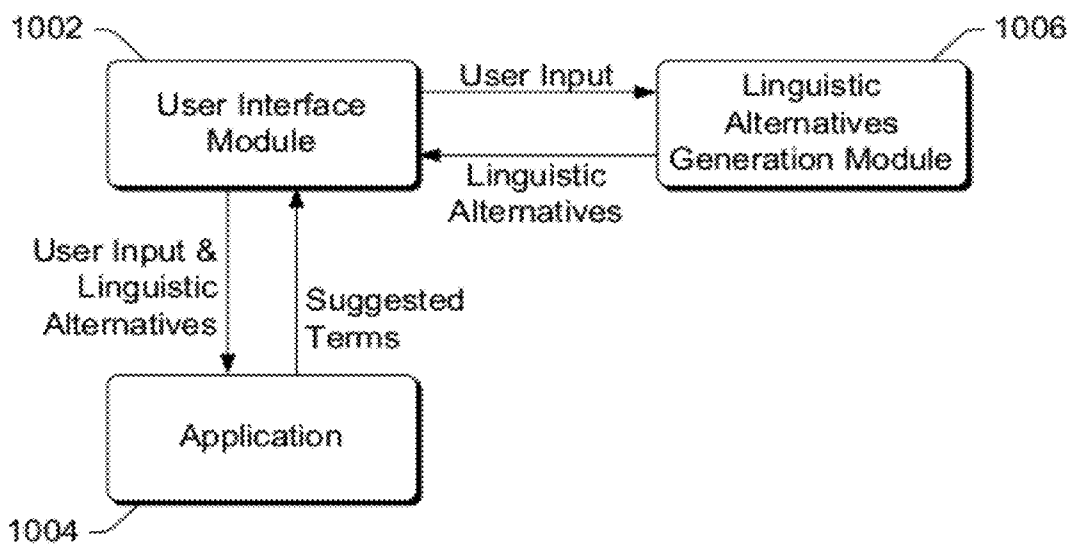 1002
1006
User Interface
Module
User Input
Linguistic
Alternatives
Generation Module
Linguistic
Alternatives
User Input &
Linguistic
Alternatives
Suggested
Terms
Application
1004